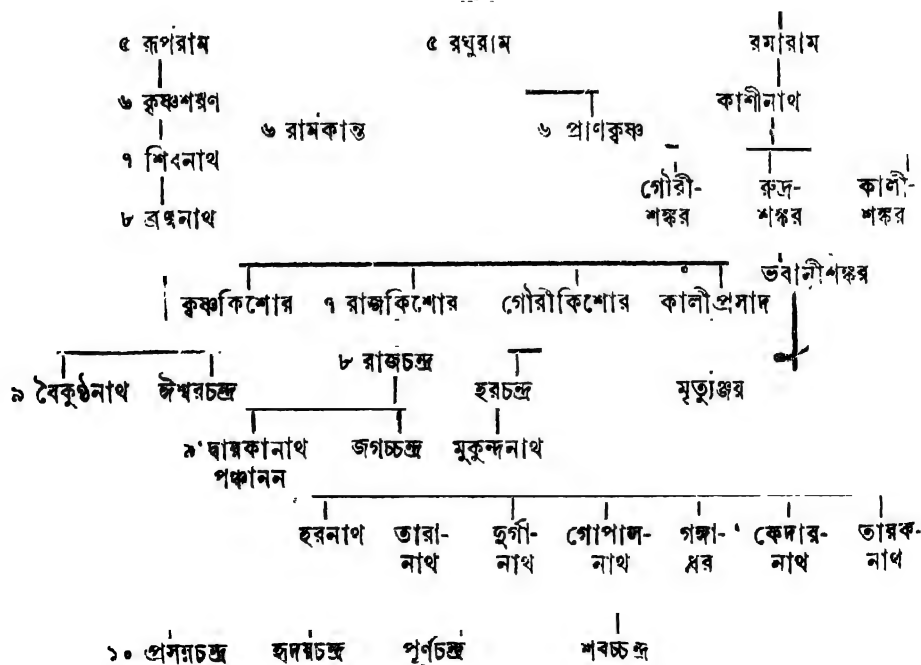 ৫ রূপরাম ৫ রঘুরাম রমারাম
৬ কৃষ্ণশরণ কাশীনাথ
৬ রামকান্ত ৬ প্রাণকৃষ্ণ
৭ শিবনাথ
গৌরী- রুদ্র- কালী-
শঙ্কর শঙ্কর শঙ্কর
৮ ব্রজনাথ
ভবানীশঙ্কর
কৃষ্ণকিশোর ৭ রাজকিশোর গৌরীকিশোর কালীপ্রসাদ
৮ রাজচন্দ্র
৯ বৈকুণ্ঠনাথ ঈশ্বরচন্দ্র হরচন্দ্র মৃত্যুঞ্জয়
৯ দ্বারকানাথ জগচ্চন্দ্র মুকুন্দনাথ
পঞ্চানন
হরনাথ তারা- দুর্গা- গোপাল- গঙ্গা- কেদার- তারক-
নাথ নাথ নাথ ধর নাথ নাথ
১০ প্রসন্নচন্দ্র হৃদয়চন্দ্র পূর্ণচন্দ্র শরচ্চন্দ্র